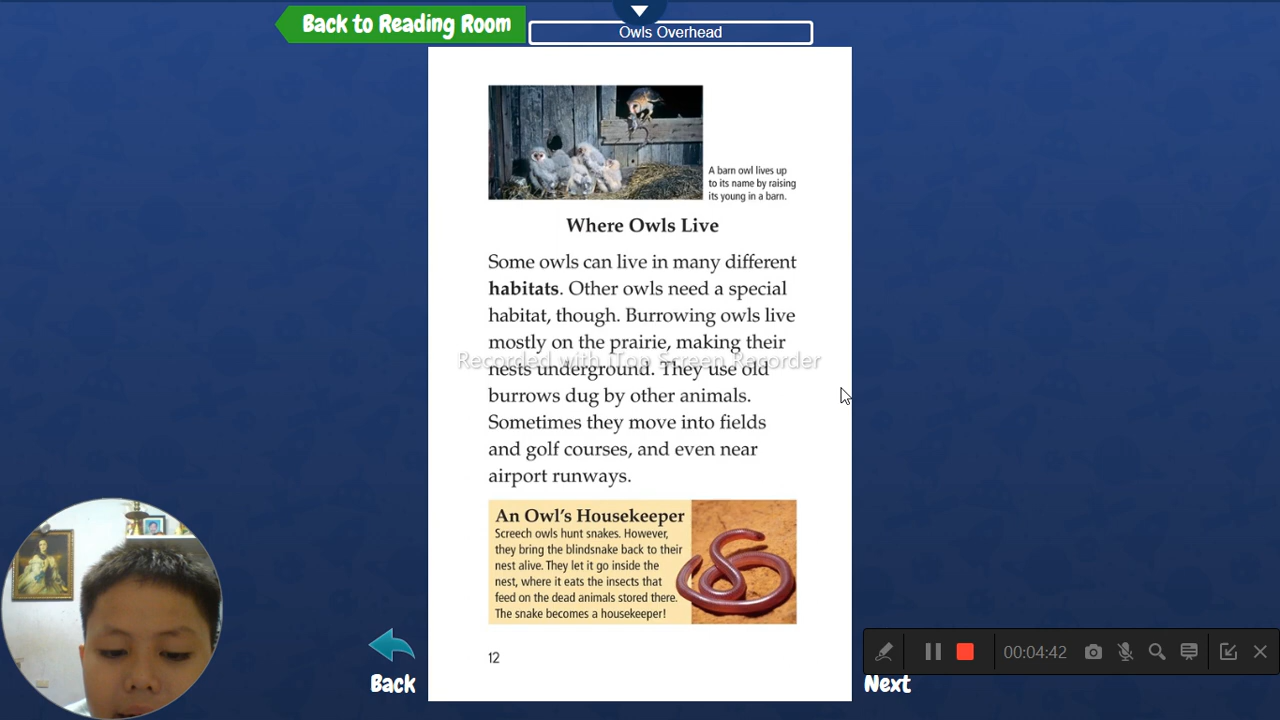 Back to Reading Room
Owls Overhead
A barn owl lives up
to its name by raising
its young in a barn.
Where Owls Live
Some owls can live in many different
habitats. Other owls need a special
habitat, though. Burrowing owls live
mostly on the prairie, making their
Recorded with iTop Screen Recorder
nests underground. They use old
burrows dug by other animals.
Sometimes they move into fields
and golf courses, and even near
airport runways.
An Owl's Housekeeper
Screech owls hunt snakes. However,
they bring the blindsnake back to their
nest alive. They let it go inside the
nest, where it eats the insects that
feed on the dead animals stored there.
The snake becomes a housekeeper!
12
Back
Next
00:04:42